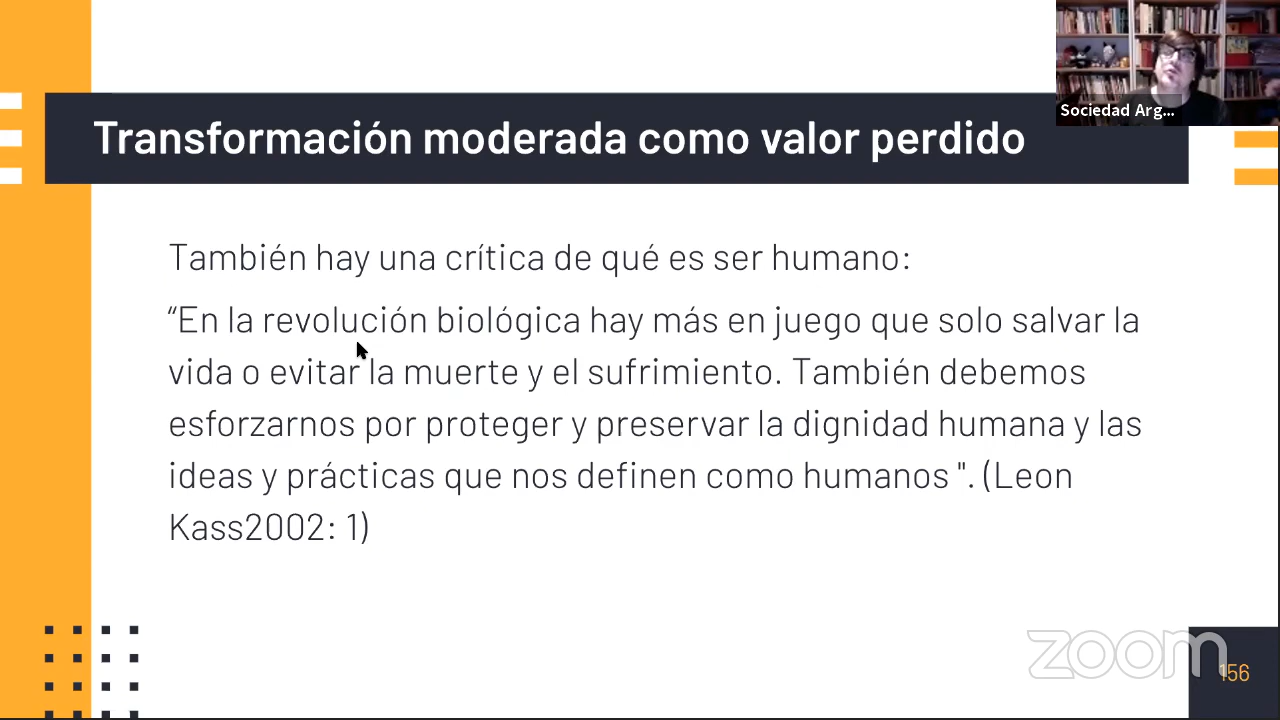 Sociedad Arg...
Transformación moderada como valor perdido
También hay una crítica de qué es ser humano:
“En la revolución biológica hay más en juego que solo salvar la
vida o evitar la muerte y el sufrimiento. También debemos
esforzarnos por proteger y preservar la dignidad humana y las
ideas y prácticas que nos definen como humanos ". (Leon
Kass2002: 1)
zoom
156